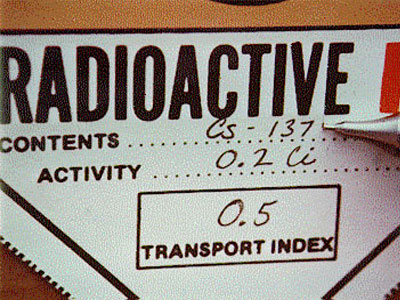 RADIOACTIVE
CONTENTS .... Cs - 137
ACTIVITY .... 0.2 Ci
0.5
TRANSPORT INDEX